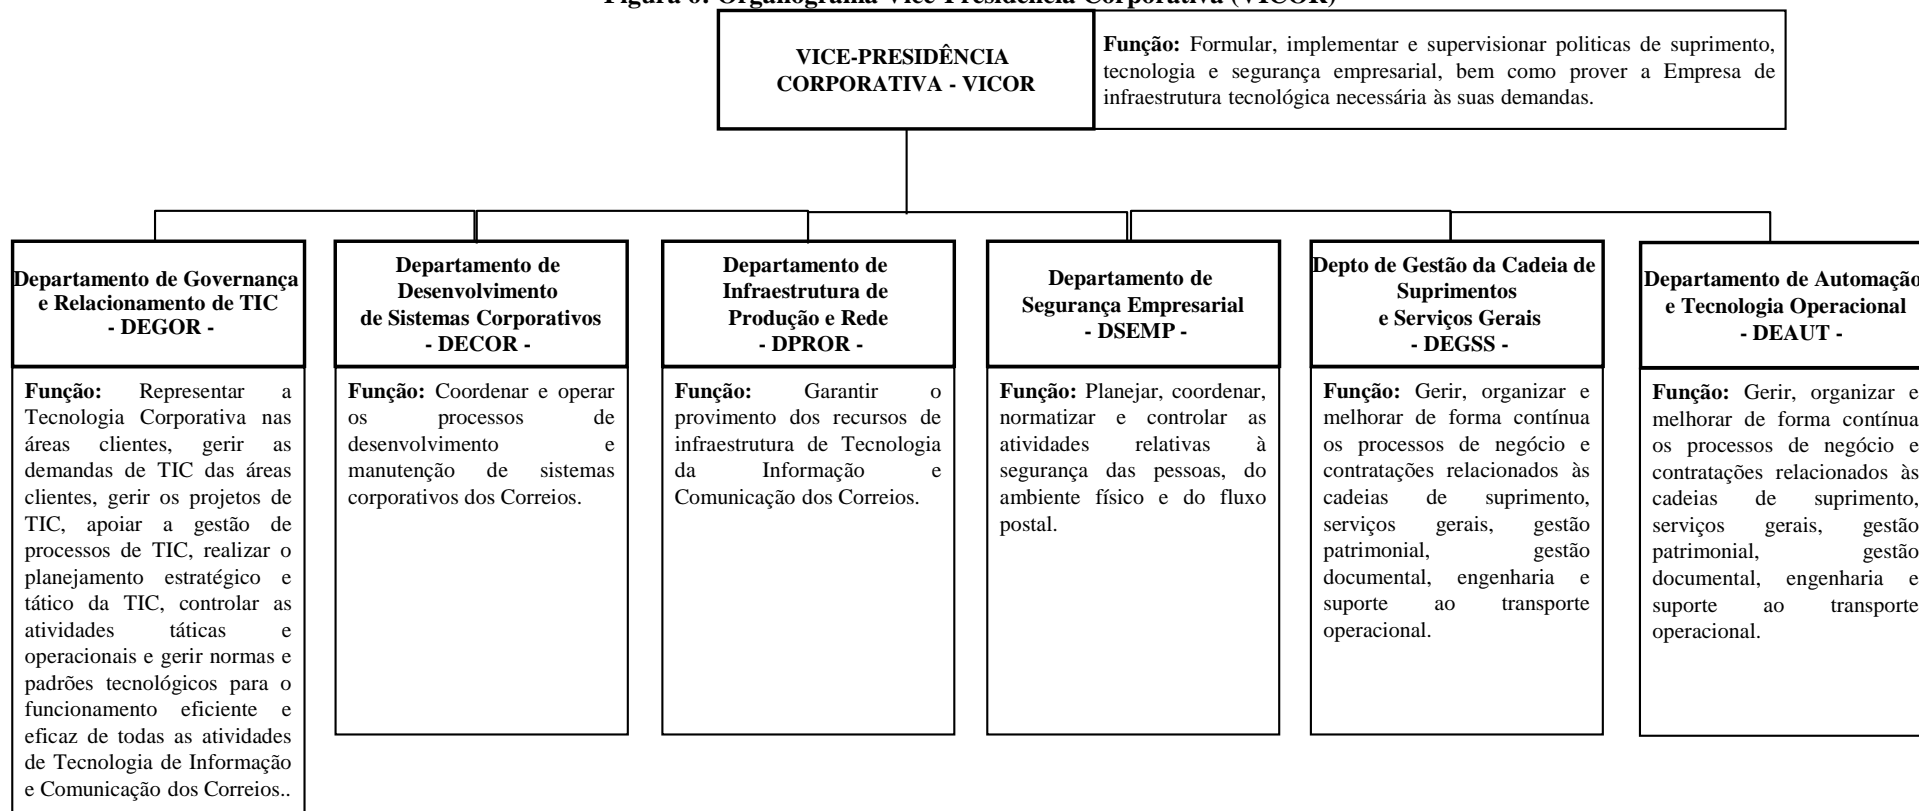 Figura 6: Organograma Vice-Presidência Corporativa (VICOR)
VICE-PRESIDÊNCIA
CORPORATIVA - VICOR
Função: Formular, implementar e supervisionar politicas de suprimento,
tecnologia e segurança empresarial, bem como prover a Empresa de
infraestrutura tecnológica necessária às suas demandas.
Departamento de Governança
e Relacionamento de TIC
- DEGOR -
Função: Representar a
Tecnologia Corporativa nas
áreas clientes, gerir as
demandas de TIC das áreas
clientes, gerir os projetos de
TIC, apoiar a gestão de
processos de TIC, realizar o
planejamento estratégico e
tático da TIC, controlar as
atividades táticas e
operacionais e gerir normas e
padrões tecnológicos para o
funcionamento eficiente e
eficaz de todas as atividades
de Tecnologia de Informação
e Comunicação dos Correios..
Departamento de
Desenvolvimento
de Sistemas Corporativos
- DECOR -
Função: Coordenar e operar
os processos de
desenvolvimento e
manutenção de sistemas
corporativos dos Correios.
Departamento de
Infraestrutura de
Produção e Rede
- DPROR -
Função: Garantir o
provimento dos recursos de
infraestrutura de Tecnologia
da Informação e
Comunicação dos Correios.
Departamento de
Segurança Empresarial
- DSEMP -
Função: Planejar, coordenar,
normatizar e controlar as
atividades relativas à
segurança das pessoas, do
ambiente físico e do fluxo
postal.
Depto de Gestão da Cadeia de
Suprimentos
e Serviços Gerais
- DEGSS -
Função: Gerir, organizar e
melhorar de forma contínua
os processos de negócio e
contratações relacionados às
cadeias de suprimento,
serviços gerais, gestão
patrimonial, gestão
documental, engenharia e
suporte ao transporte
operacional.
Departamento de Automação
e Tecnologia Operacional
- DEAUT -
Função: Gerir, organizar e
melhorar de forma contínua
os processos de negócio e
contratações relacionados às
cadeias de suprimento,
serviços gerais, gestão
patrimonial, gestão
documental, engenharia e
suporte ao transporte
operacional.